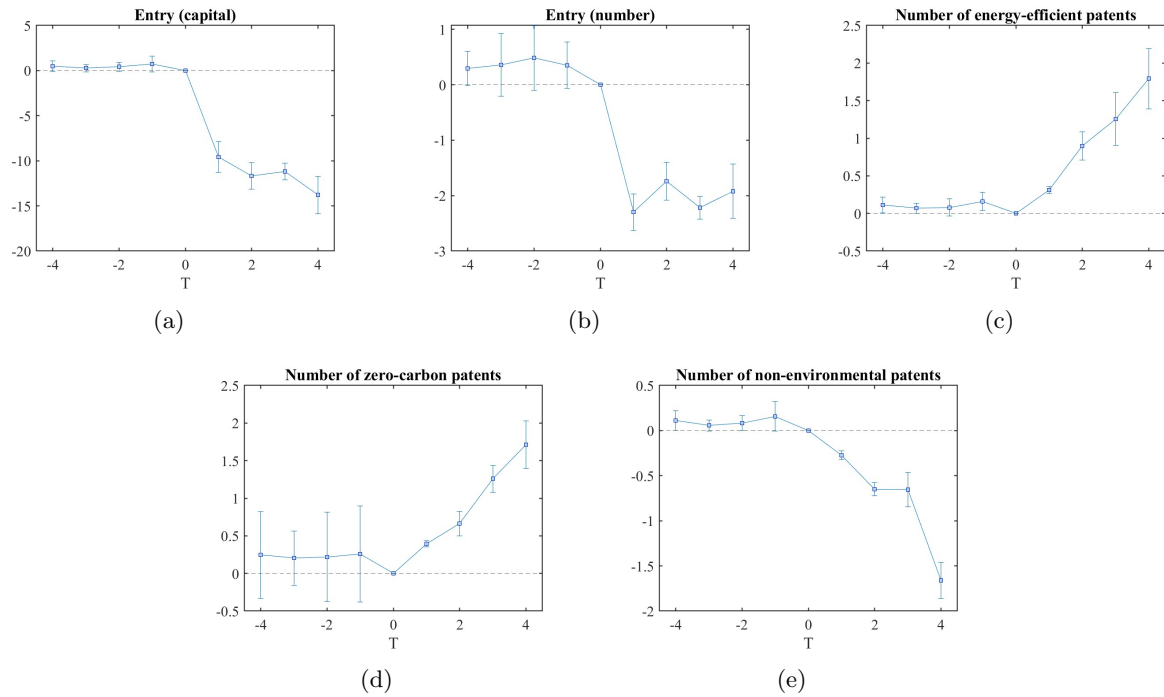 Entry (capital)
5
0
-5
-10
-15
-20
-4 -2 0 2 4
T
(a)
Entry (number)
1
0
-1
-2
-3
-4 -2 0 2 4
T
(b)
Number of energy-efficient patents
2.5
2
1.5
1
0.5
0
-0.5
-4 -2 0 2 4
T
(c)
Number of zero-carbon patents
2.5
2
1.5
1
0.5
0
-0.5
-4 -2 0 2 4
T
(d)
Number of non-environmental patents
0.5
0
-0.5
-1
-1.5
-2
-4 -2 0 2 4
T
(e)